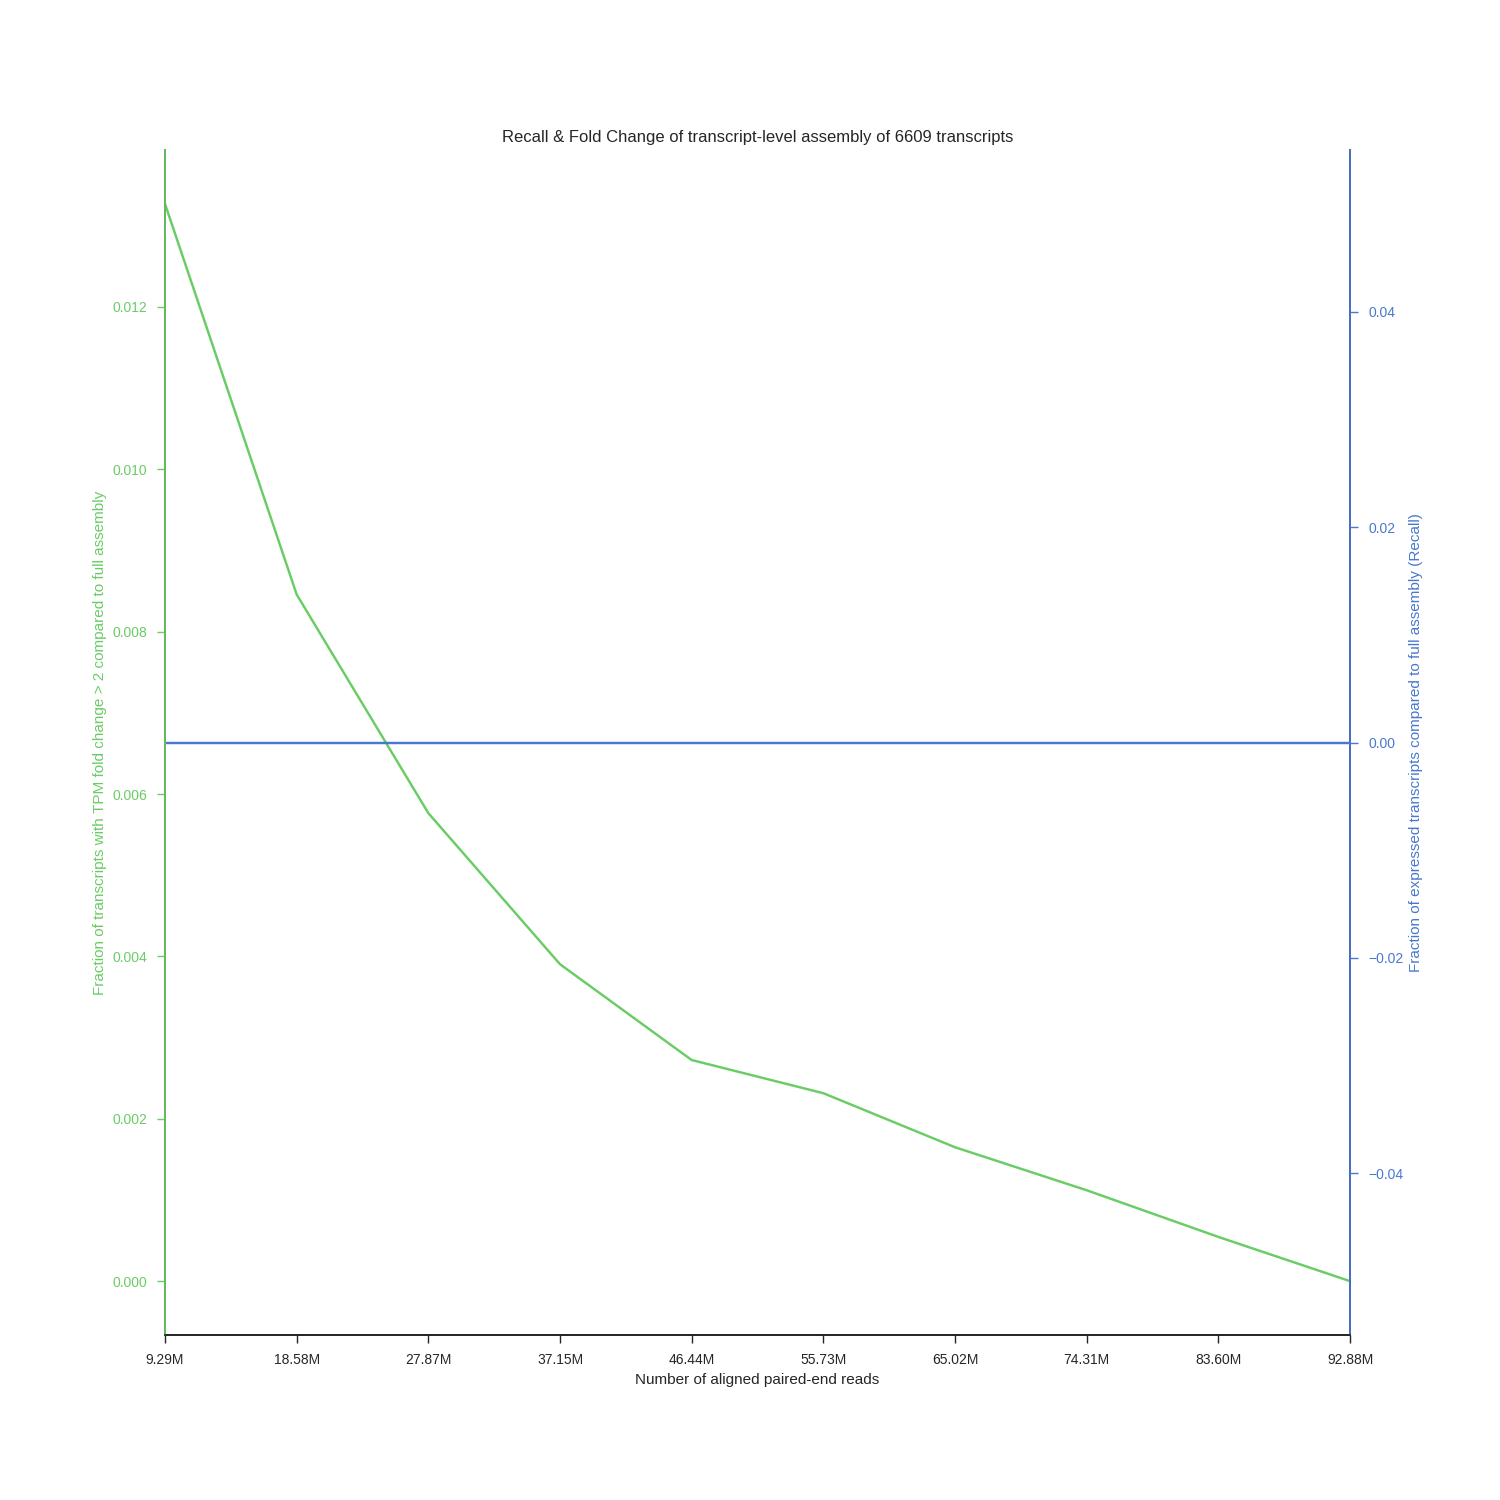 Recall & Fold Change of transcript-level assembly of 6609 transcripts
Fraction of transcripts with TPM fold change > 2 compared to full assembly
0.012
0.010
0.008
0.006
0.004
0.002
0.000
0.04
0.02
0.00
−0.02
−0.04
Fraction of expressed transcripts compared to full assembly (Recall)
9.29M 18.58M 27.87M 37.15M 46.44M 55.73M 65.02M 74.31M 83.60M 92.88M
Number of aligned paired-end reads